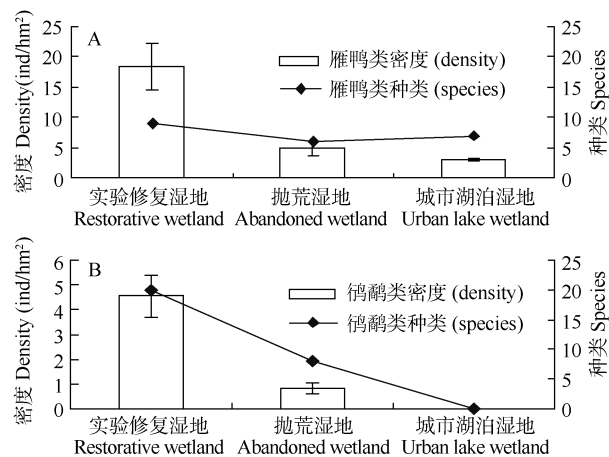 密度 Density(ind/hm²)
25
20
15
10
5
0
A
雁鸭类密度 (density)
雁鸭类种类 (species)
25
20
15
10
5
0
种类 Species
实验修复湿地 抛荒湿地 城市湖泊湿地
Restorative wetland Abandoned wetland Urban lake wetland
密度 Density (ind/hm²)
6
5
4
3
2
1
0
B
鸻鹬类密度 (density)
鸻鹬类种类 (species)
25
20
15
10
5
0
种类 Species
实验修复湿地 抛荒湿地 城市湖泊湿地
Restorative wetland Abandoned wetland Urban lake wetland